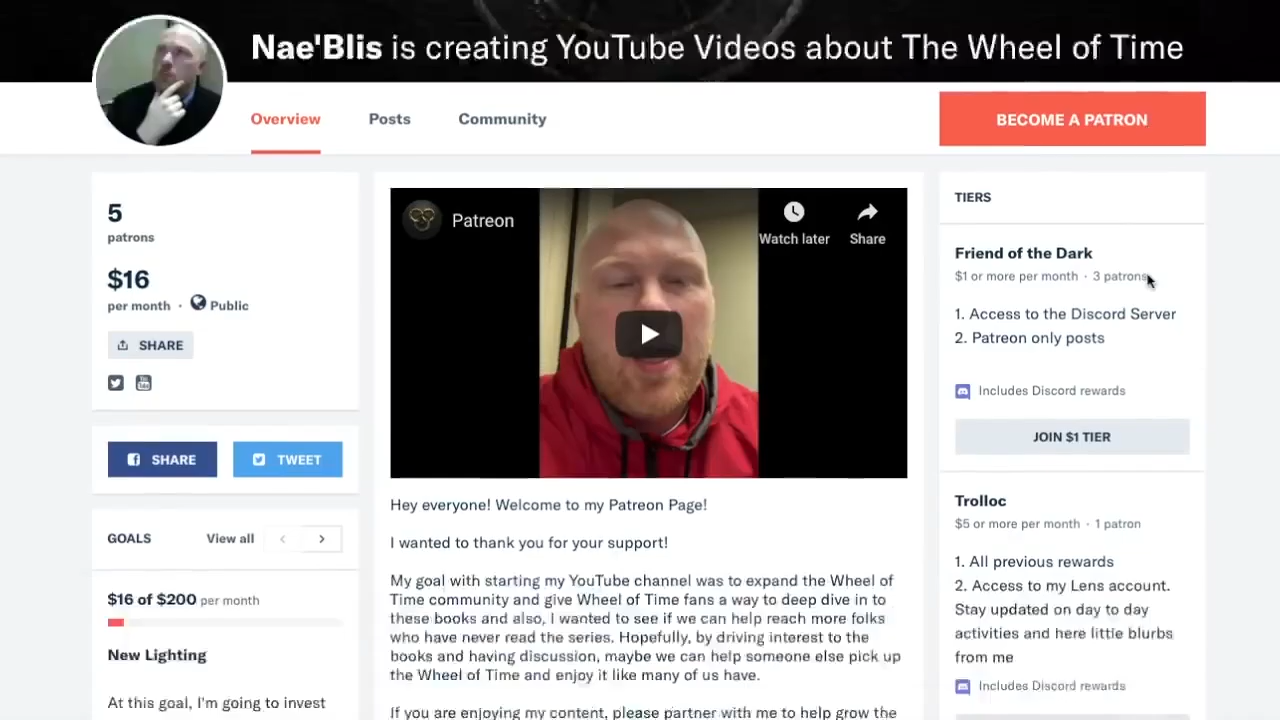 Nae'Blis is creating YouTube Videos about The Wheel of Time
Overview
Posts
Community
BECOME A PATRON
5
patrons
$16
per month · Public
SHARE
SHARE
TWEET
GOALS
View all
$16 of $200 per month
New Lighting
At this goal, I'm going to invest
Patreon
Watch later
Share
Hey everyone! Welcome to my Patreon Page!
I wanted to thank you for your support!
My goal with starting my YouTube channel was to expand the Wheel of
Time community and give Wheel of Time fans a way to deep dive in to
these books and also, I wanted to see if we can help reach more folks
who have never read the series. Hopefully, by driving interest to the
books and having discussion, maybe we can help someone else pick up
the Wheel of Time and enjoy it like many of us have.
If you are enjoying my content, please partner with me to help grow the
TIERS
Friend of the Dark
$1 or more per month · 3 patrons
1. Access to the Discord Server
2. Patreon only posts
Includes Discord rewards
JOIN $1 TIER
Trolloc
$5 or more per month · 1 patron
1. All previous rewards
2. Access to my Lens account.
Stay updated on day to day
activities and here little blurbs
from me
Includes Discord rewards